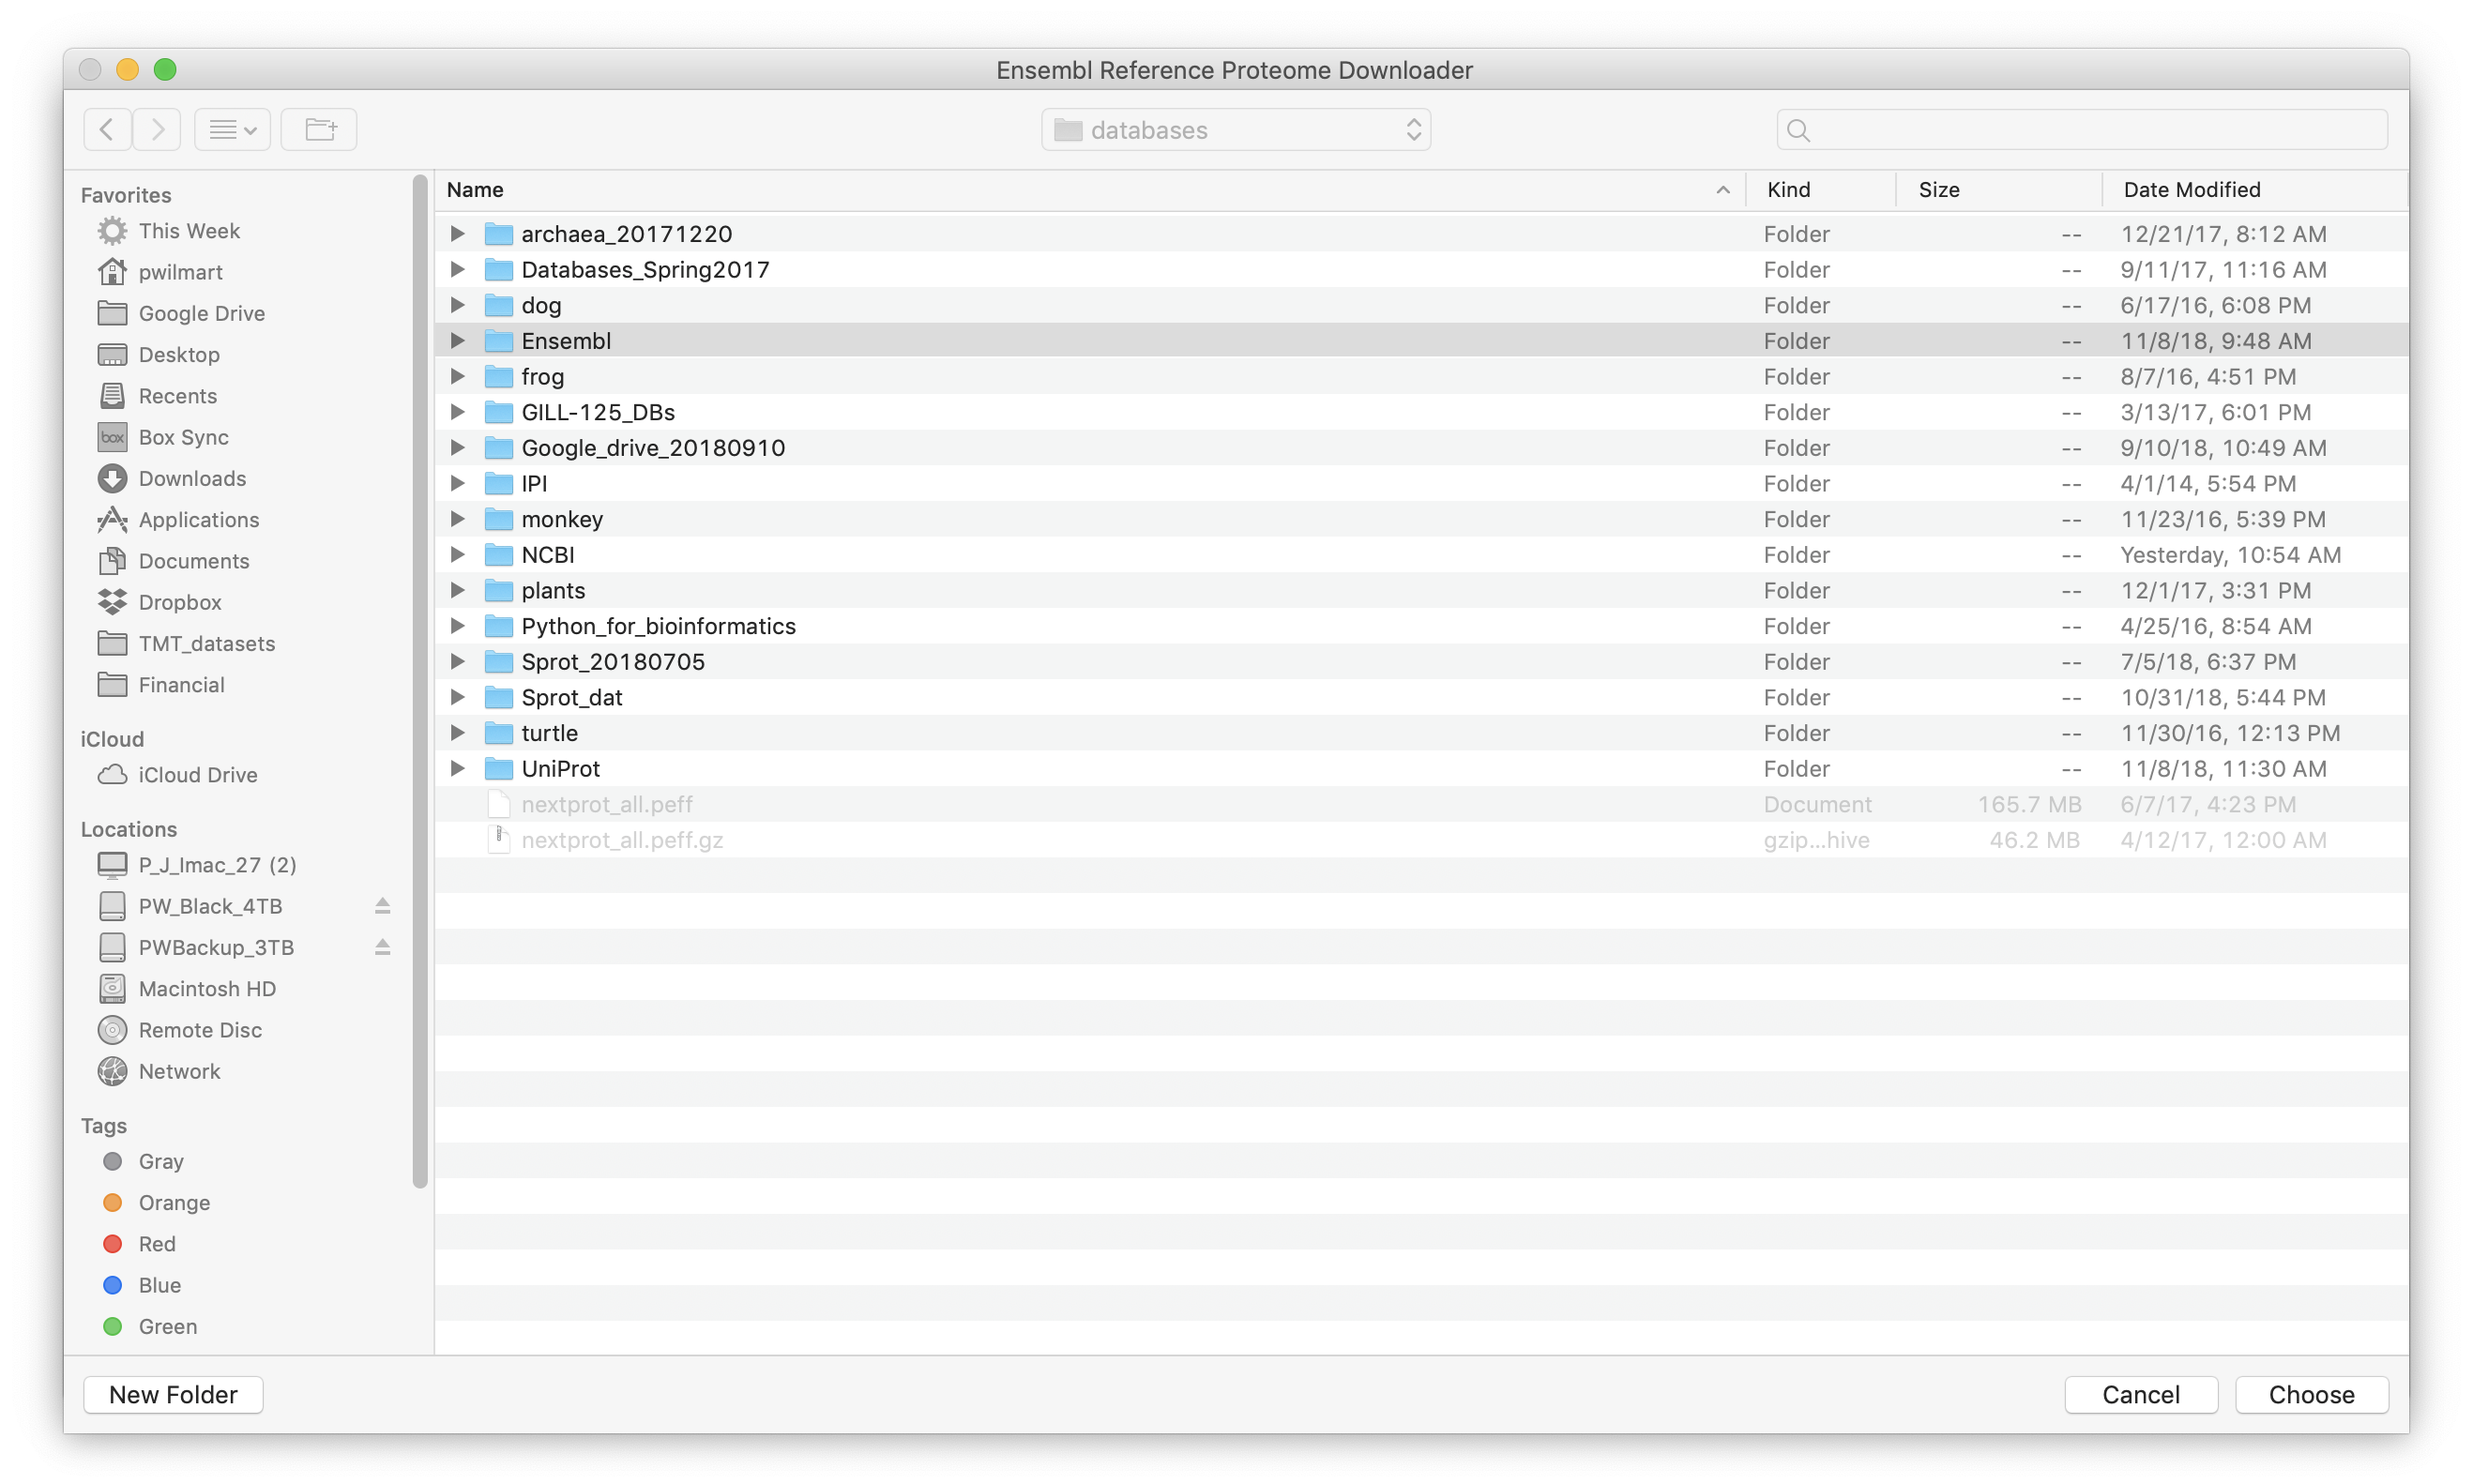 Ensembl Reference Proteome Downloader
databases
Favorites
This Week
pwilmart
Google Drive
Desktop
Recents
box
Box Sync
Downloads
Applications
Documents
Dropbox
TMT_datasets
Financial
iCloud
iCloud Drive
Locations
P_J_Imac_27 (2)
PW_Black_4TB
PWBackup_3TB
Macintosh HD
Remote Disc
Network
Tags
Gray
Orange
Red
Blue
Green
Name Kind Size Date Modified
archaea_20171220 Folder -- 12/21/17, 8:12 AM
Databases_Spring2017 Folder -- 9/11/17, 11:16 AM
dog Folder -- 6/17/16, 6:08 PM
Ensembl Folder -- 11/8/18, 9:48 AM
frog Folder -- 8/7/16, 4:51 PM
GILL-125_DBs Folder -- 3/13/17, 6:01 PM
Google_drive_20180910 Folder -- 9/10/18, 10:49 AM
IPI Folder -- 4/1/14, 5:54 PM
monkey Folder -- 11/23/16, 5:39 PM
NCBI Folder -- Yesterday, 10:54 AM
plants Folder -- 12/1/17, 3:31 PM
Python_for_bioinformatics Folder -- 4/25/16, 8:54 AM
Sprot_20180705 Folder -- 7/5/18, 6:37 PM
Sprot_dat Folder -- 10/31/18, 5:44 PM
turtle Folder -- 11/30/16, 12:13 PM
UniProt Folder -- 11/8/18, 11:30 AM
nextprot_all.peff Document 165.7 MB 6/7/17, 4:23 PM
nextprot_all.peff.gz gzip...hive 46.2 MB 4/12/17, 12:00 AM
New Folder Cancel Choose